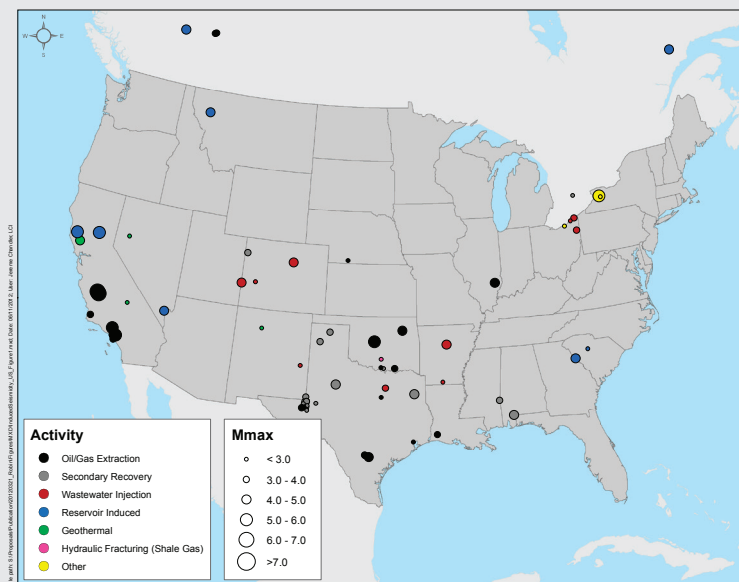 N
W
E
S
Activity
Oil/Gas Extraction
Secondary Recovery
Wastewater Injection
Reservoir Induced
Geothermal
Hydraulic Fracturing (Shale Gas)
Other
Mmax
< 3.0
3.0 - 4.0
4.0 - 5.0
5.0 - 6.0
6.0 - 7.0
>7.0